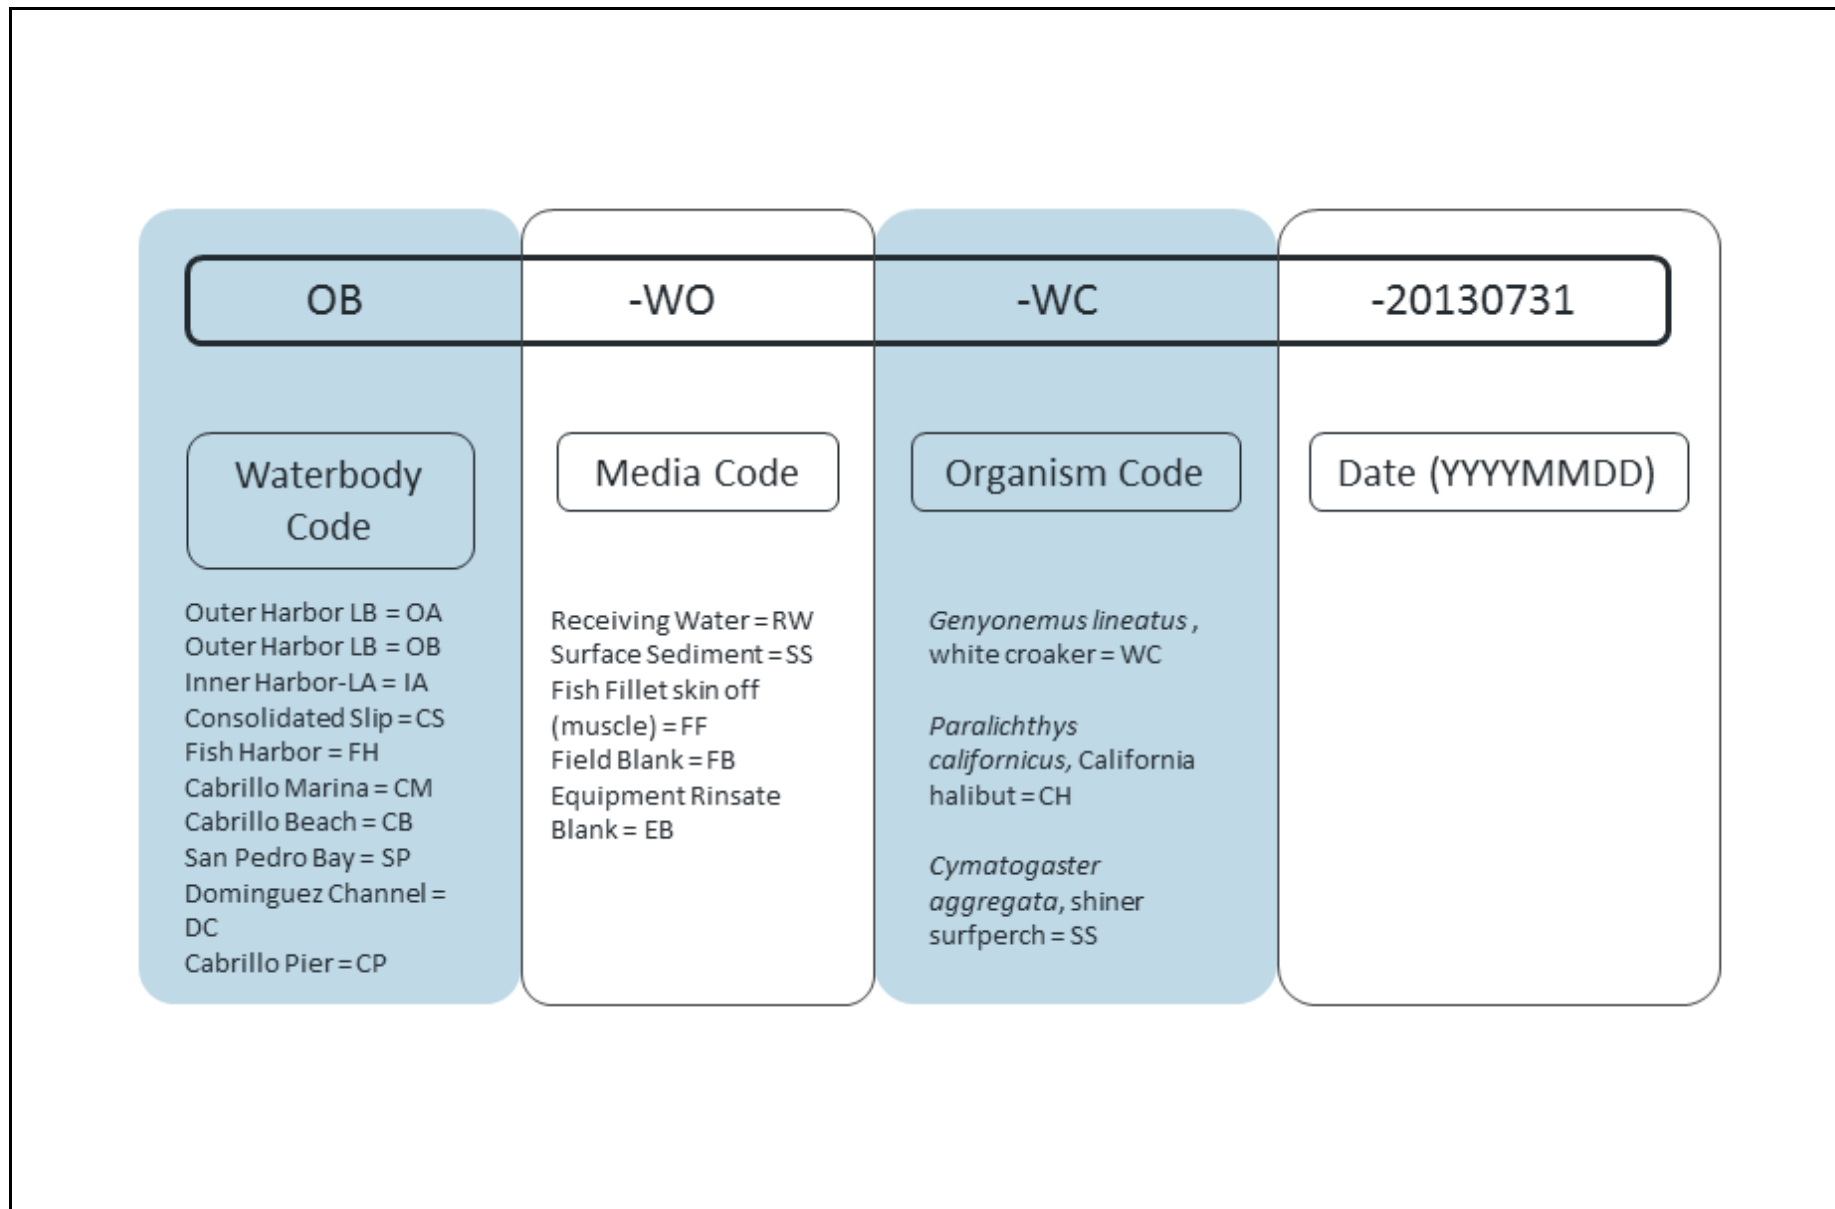 OB -WO -WC -20130731
Waterbody
Code
Outer Harbor LB = OA
Outer Harbor LB = OB
Inner Harbor-LA = IA
Consolidated Slip = CS
Fish Harbor = FH
Cabrillo Marina = CM
Cabrillo Beach = CB
San Pedro Bay = SP
Dominguez Channel =
DC
Cabrillo Pier = CP
Media Code
Receiving Water = RW
Surface Sediment = SS
Fish Fillet skin off
(muscle) = FF
Field Blank = FB
Equipment Rinsate
Blank = EB
Organism Code
Genyonemus lineatus ,
white croaker = WC
Paralichthys
californicus, California
halibut = CH
Cymatogaster
aggregata, shiner
surfperch = SS
Date (YYYYMMDD)